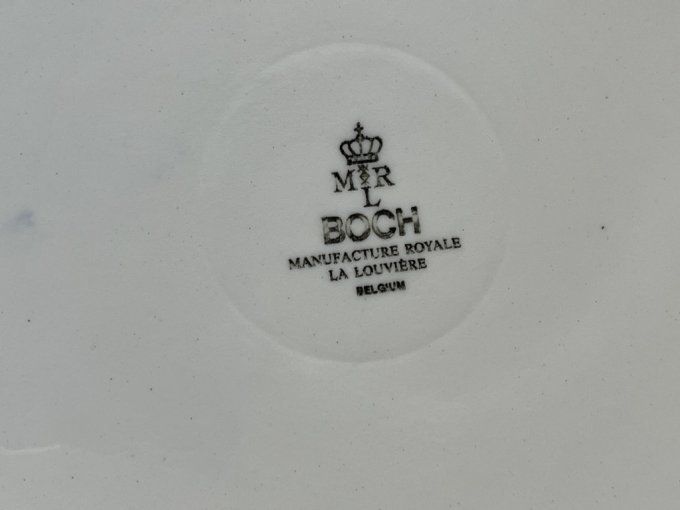 M R
L
BOCH
MANUFACTURE ROYALE
LA LOUVIÈRE
BELGIUM